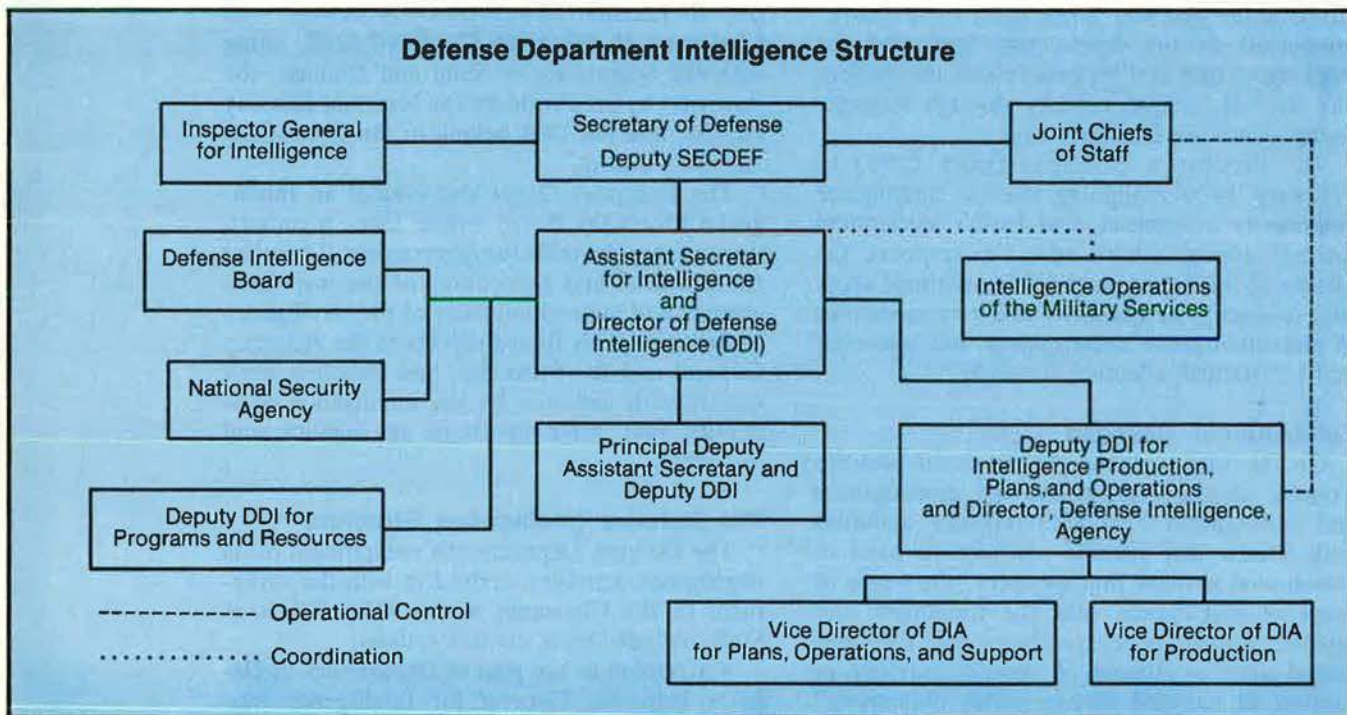 Defense Department Intelligence Structure
Inspector General
for Intelligence
Secretary of Defense
Deputy SECDEF
Joint Chiefs
of Staff
Defense Intelligence
Board
Assistant Secretary
for Intelligence
and
Director of Defense
Intelligence (DDI)
Intelligence Operations
of the Military Services
National Security
Agency
Principal Deputy
Assistant Secretary and
Deputy DDI
Deputy DDI for
Intelligence Production,
Plans,and Operations
and Director, Defense Intelligence,
Agency
Deputy DDI for
Programs and Resources
Operational Control
Coordination
Vice Director of DIA
for Plans, Operations, and Support
Vice Director of DIA
for Production